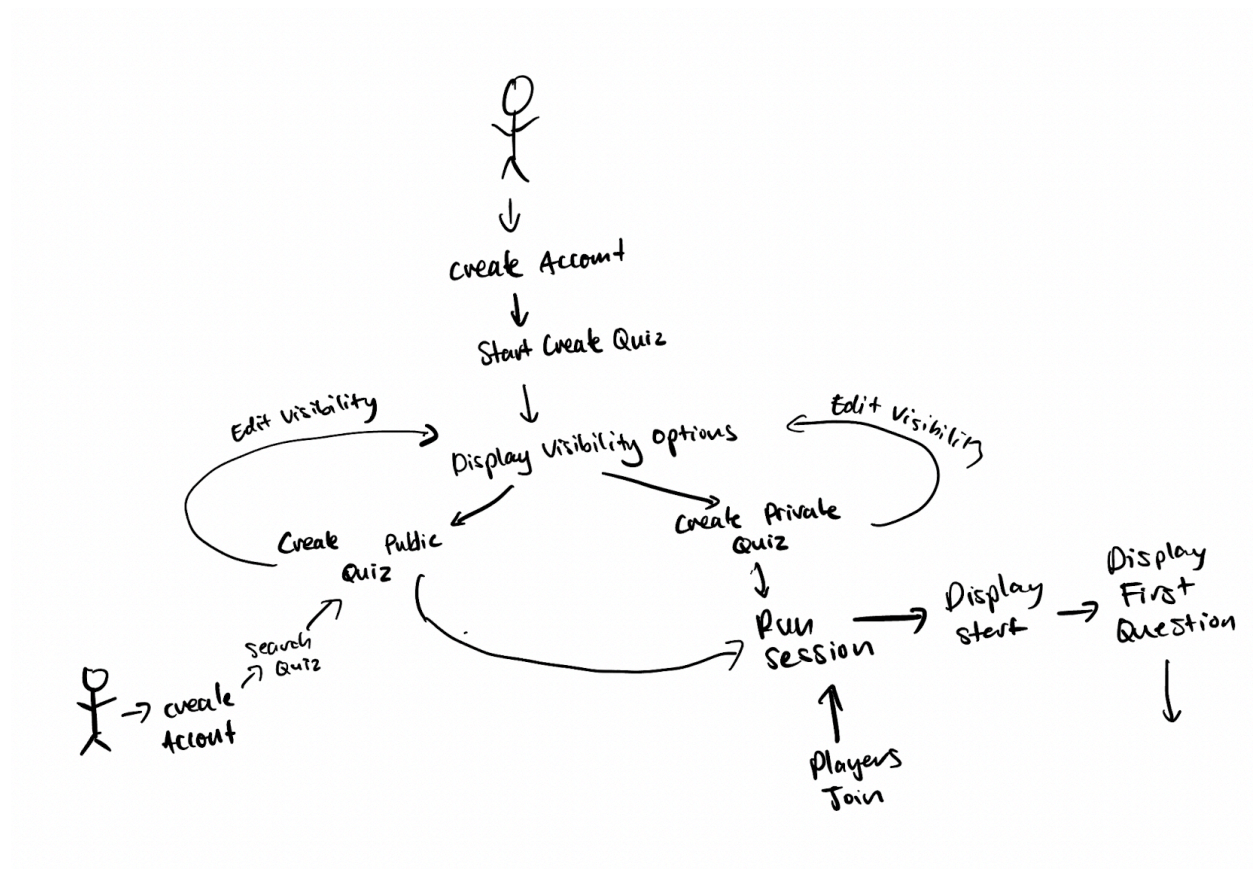 Create Account
Start Create Quiz
Edit Visibility
Edit Visibility
Display Visibility Options
Create Public
Quiz
Create Private
Quiz
Search
Quiz
Create
Accout
Run
Session
Display
start
Display
First
Question
Players
Join